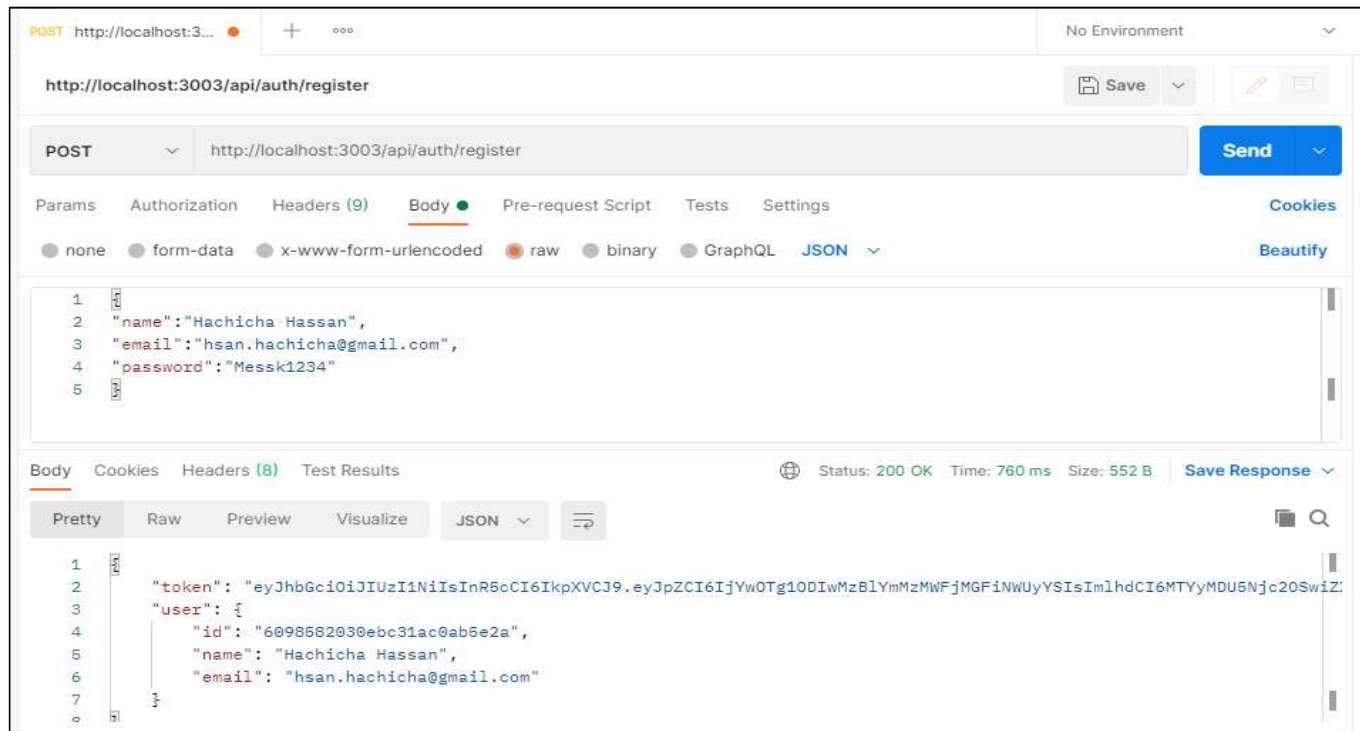 POST http://localhost:3... + ooo No Environment
http://localhost:3003/api/auth/register Save
POST http://localhost:3003/api/auth/register Send
Params Authorization Headers (9) Body Pre-request Script Tests Settings Cookies
none form-data x-www-form-urlencoded raw binary GraphQL JSON Beautify
1 {
2 "name":"Hachicha Hassan",
3 "email":"hsan.hachicha@gmail.com",
4 "password":"Messk1234"
5 }
Body Cookies Headers (8) Test Results Status: 200 OK Time: 760 ms Size: 552 B Save Response
Pretty Raw Preview Visualize JSON
1 {
2 "token": "eyJhbGciOiJIUzI1NiIsInR5cCI6IkpXVCJ9.eyJpZCI6IjYwOTg1ODIwMzBlYmMzMWFjMGFiNWUyYSIsImlhdCI6MTYyMDU5Njc2OSwiZ
3 "user": {
4 "id": "6098582030ebc31ac0ab5e2a",
5 "name": "Hachicha Hassan",
6 "email": "hsan.hachicha@gmail.com"
7 }
8 }